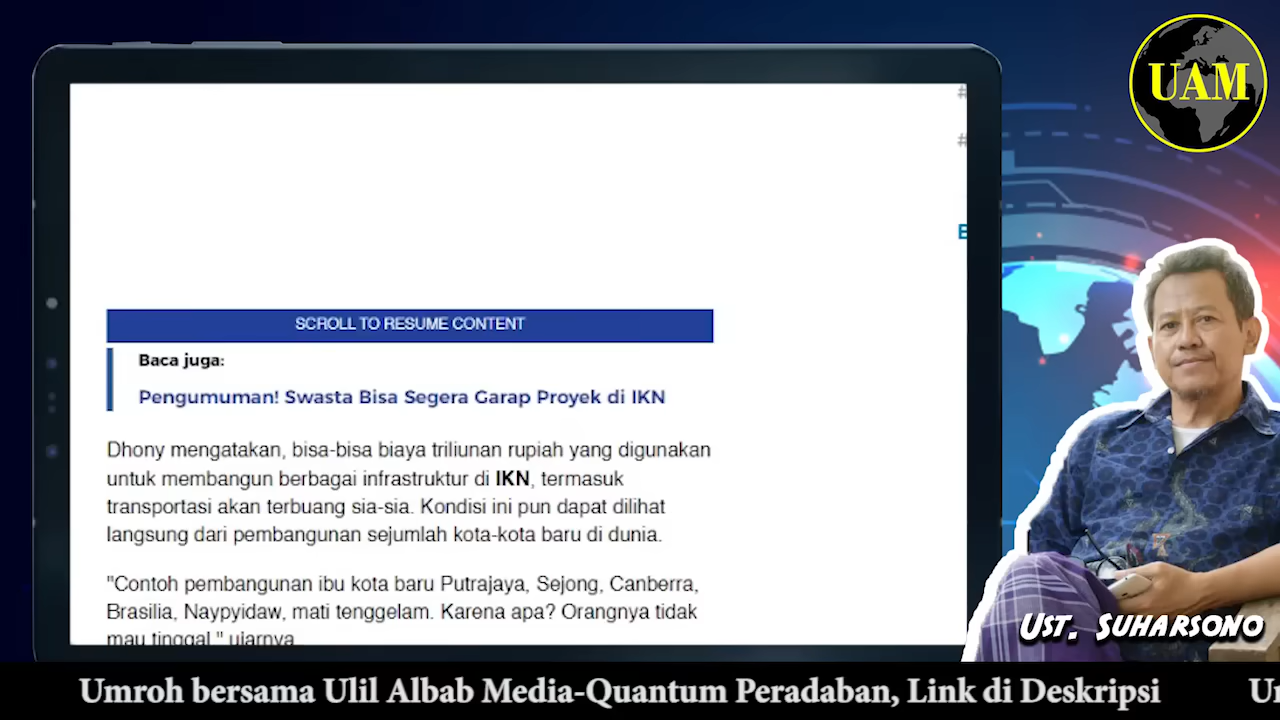 UAM
#
#
SCROLL TO RESUME CONTENT
Baca juga:
Pengumuman! Swasta Bisa Segera Garap Proyek di IKN
Dhony mengatakan, bisa-bisa biaya triliunan rupiah yang digunakan
untuk membangun berbagai infrastruktur di IKN, termasuk
transportasi akan terbuang sia-sia. Kondisi ini pun dapat dilihat
langsung dari pembangunan sejumlah kota-kota baru di dunia.
"Contoh pembangunan ibu kota baru Putrajaya, Sejong, Canberra,
Brasilia, Naypyidaw, mati tenggelam. Karena apa? Orangnya tidak
mau tinggal," ujarnya
UST. SUHARSONO
Umroh bersama Ulil Albab Media-Quantum Peradaban, Link di Deskripsi